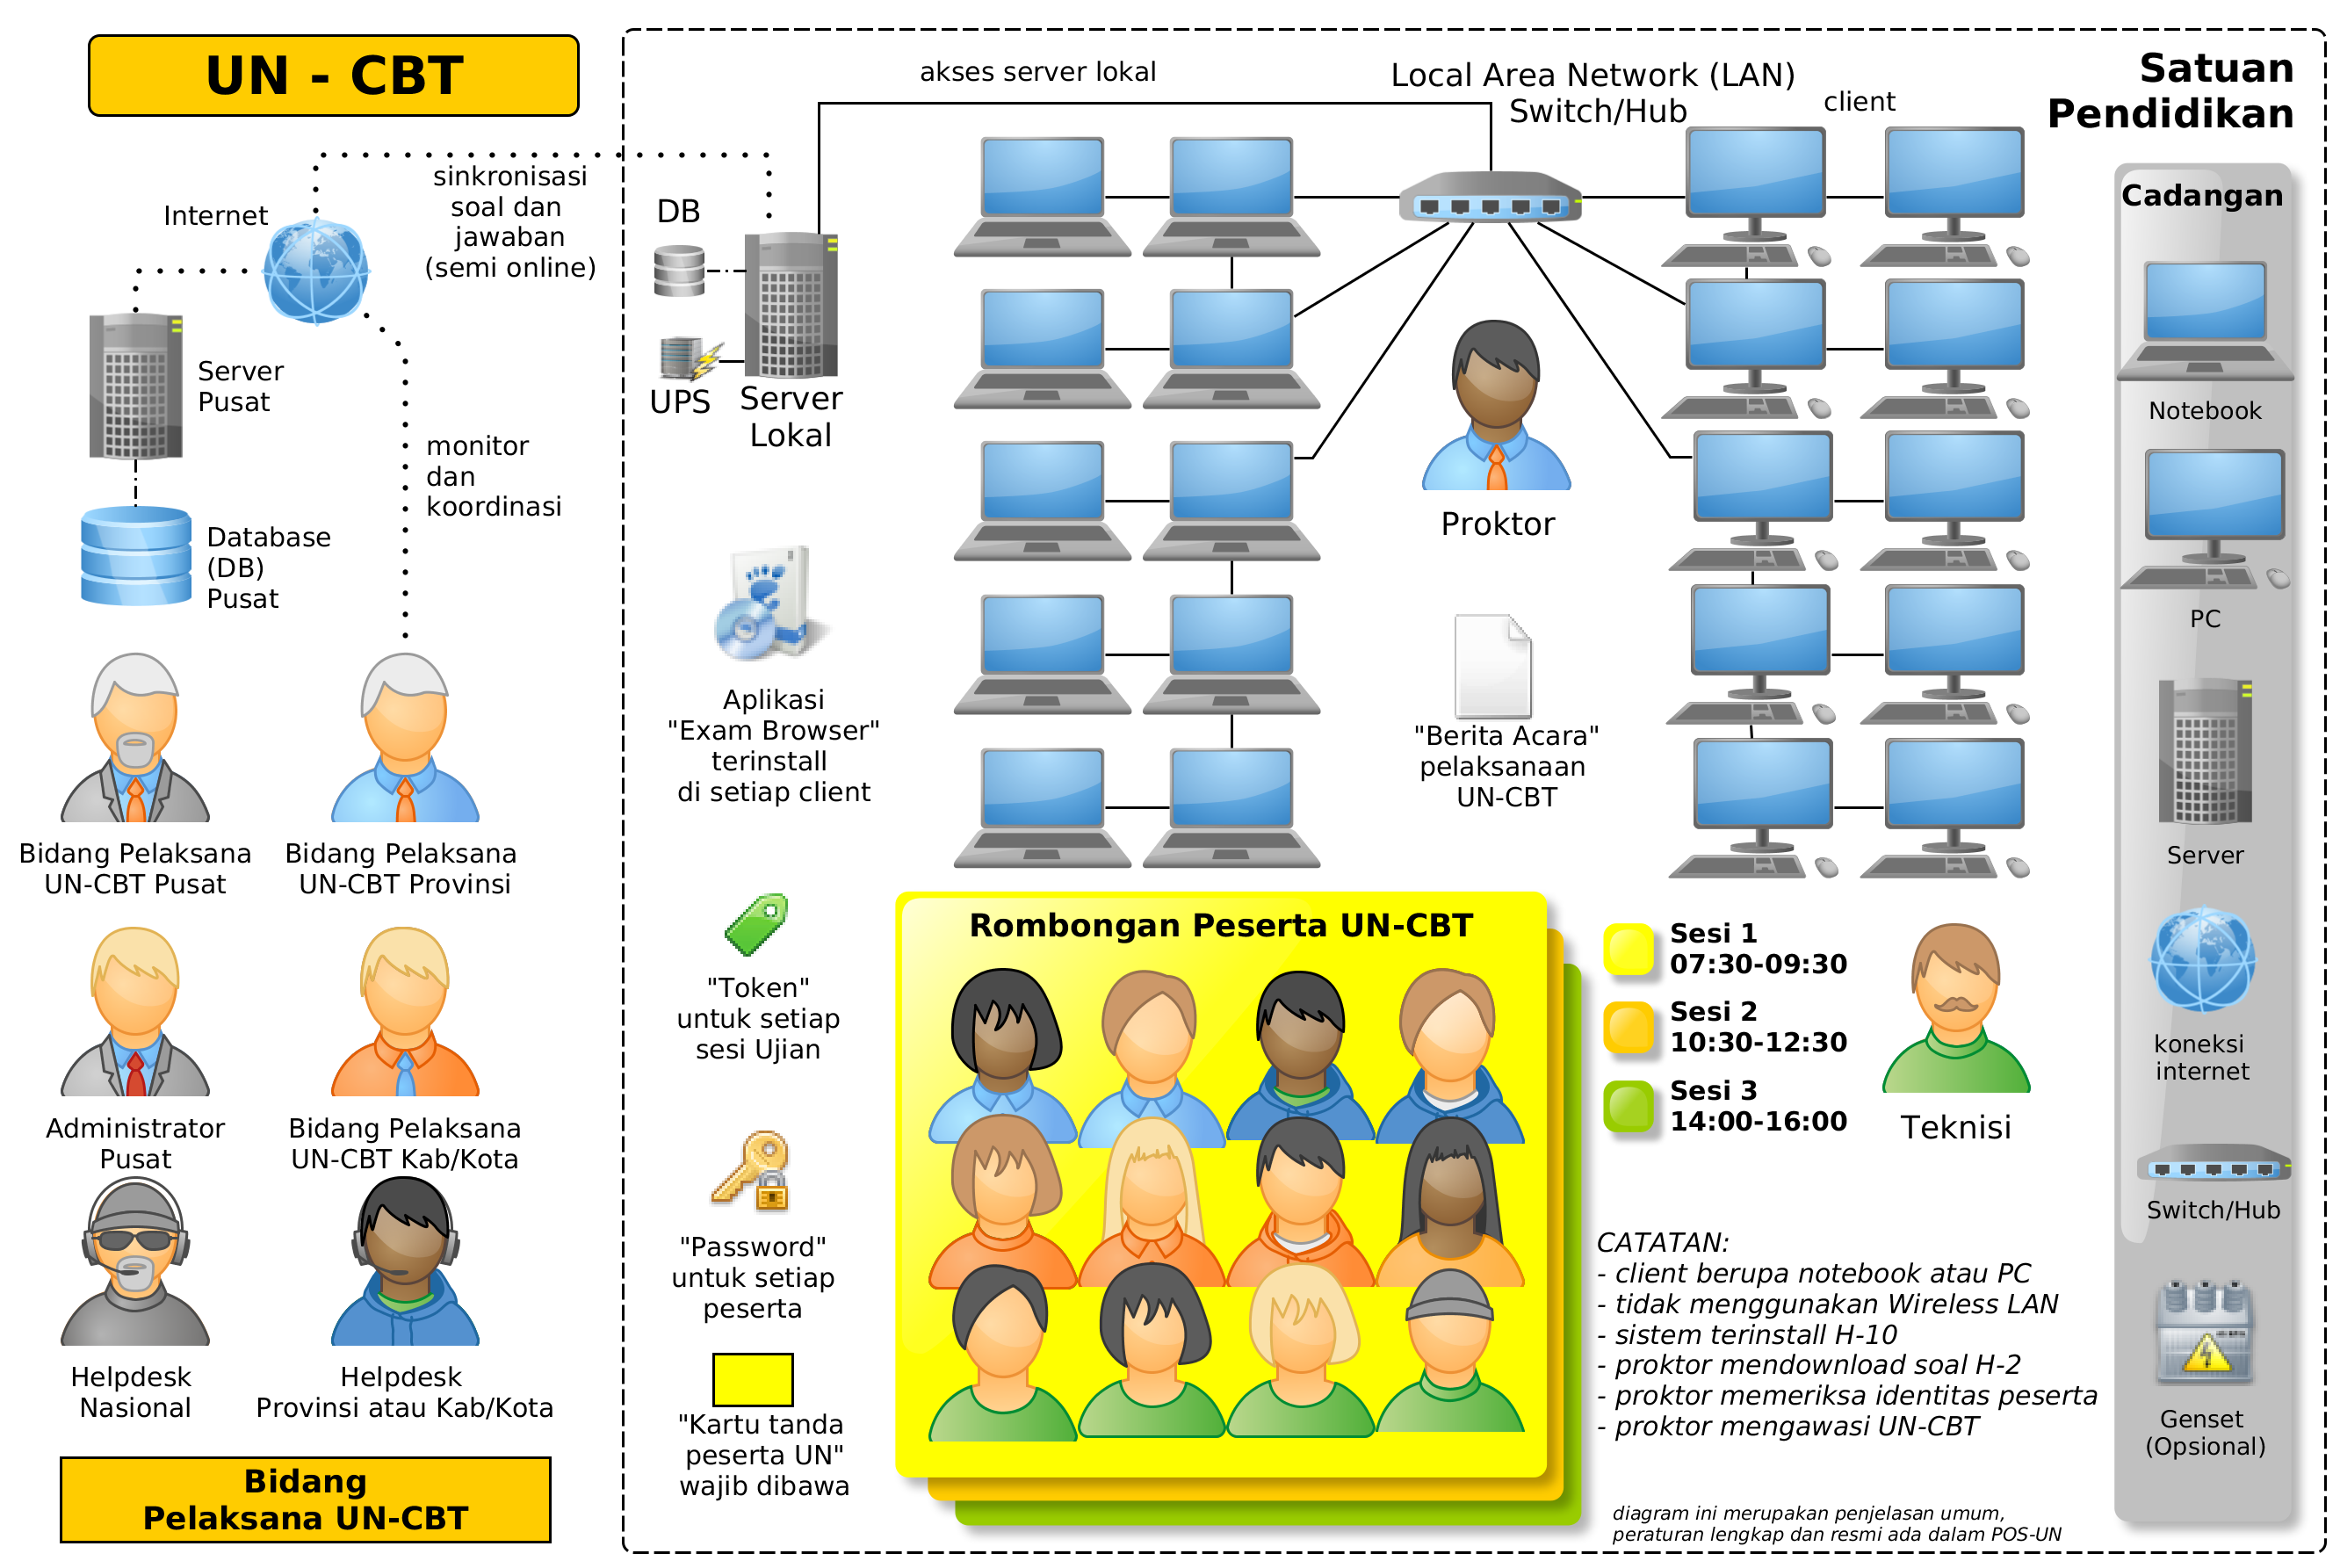 UN - CBT
Internet
sinkronisasi
soal dan
jawaban
(semi online)
Server
Pusat
monitor
dan
koordinasi
Database
(DB)
Pusat
Bidang Pelaksana
UN-CBT Pusat
Bidang Pelaksana
UN-CBT Provinsi
Administrator
Pusat
Bidang Pelaksana
UN-CBT Kab/Kota
Helpdesk
Nasional
Helpdesk
Provinsi atau Kab/Kota
Bidang
Pelaksana UN-CBT
akses server lokal
Local Area Network (LAN)
Switch/Hub
client
Satuan
Pendidikan
DB
UPS
Server
Lokal
Proktor
Aplikasi
"Exam Browser"
terinstall
di setiap client
"Berita Acara"
pelaksanaan
UN-CBT
"Token"
untuk setiap
sesi Ujian
"Password"
untuk setiap
peserta
"Kartu tanda
peserta UN"
wajib dibawa
Rombongan Peserta UN-CBT
Sesi 1
07:30-09:30
Sesi 2
10:30-12:30
Sesi 3
14:00-16:00
Teknisi
CATATAN:
- client berupa notebook atau PC
- tidak menggunakan Wireless LAN
- sistem terinstall H-10
- proktor mendownload soal H-2
- proktor memeriksa identitas peserta
- proktor mengawasi UN-CBT
diagram ini merupakan penjelasan umum,
peraturan lengkap dan resmi ada dalam POS-UN
Cadangan
Notebook
PC
Server
koneksi
internet
Switch/Hub
Genset
(Opsional)